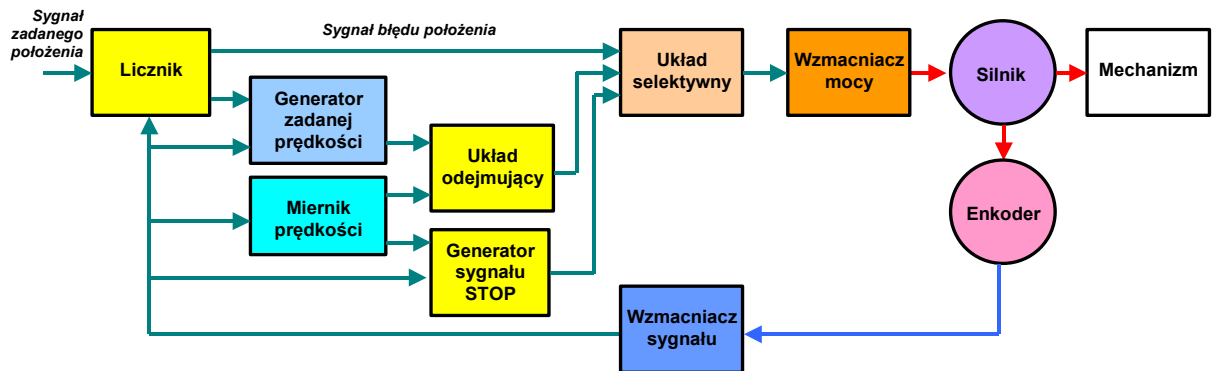 Sygnał
zadanego
położenia
Sygnał błędu położenia
Licznik
Generator
zadanej
prędkości
Układ
odejmujący
Miernik
prędkości
Generator
sygnału
STOP
Układ
selektywny
Wzmacniacz
mocy
Silnik
Mechanizm
Enkoder
Wzmacniacz
sygnału